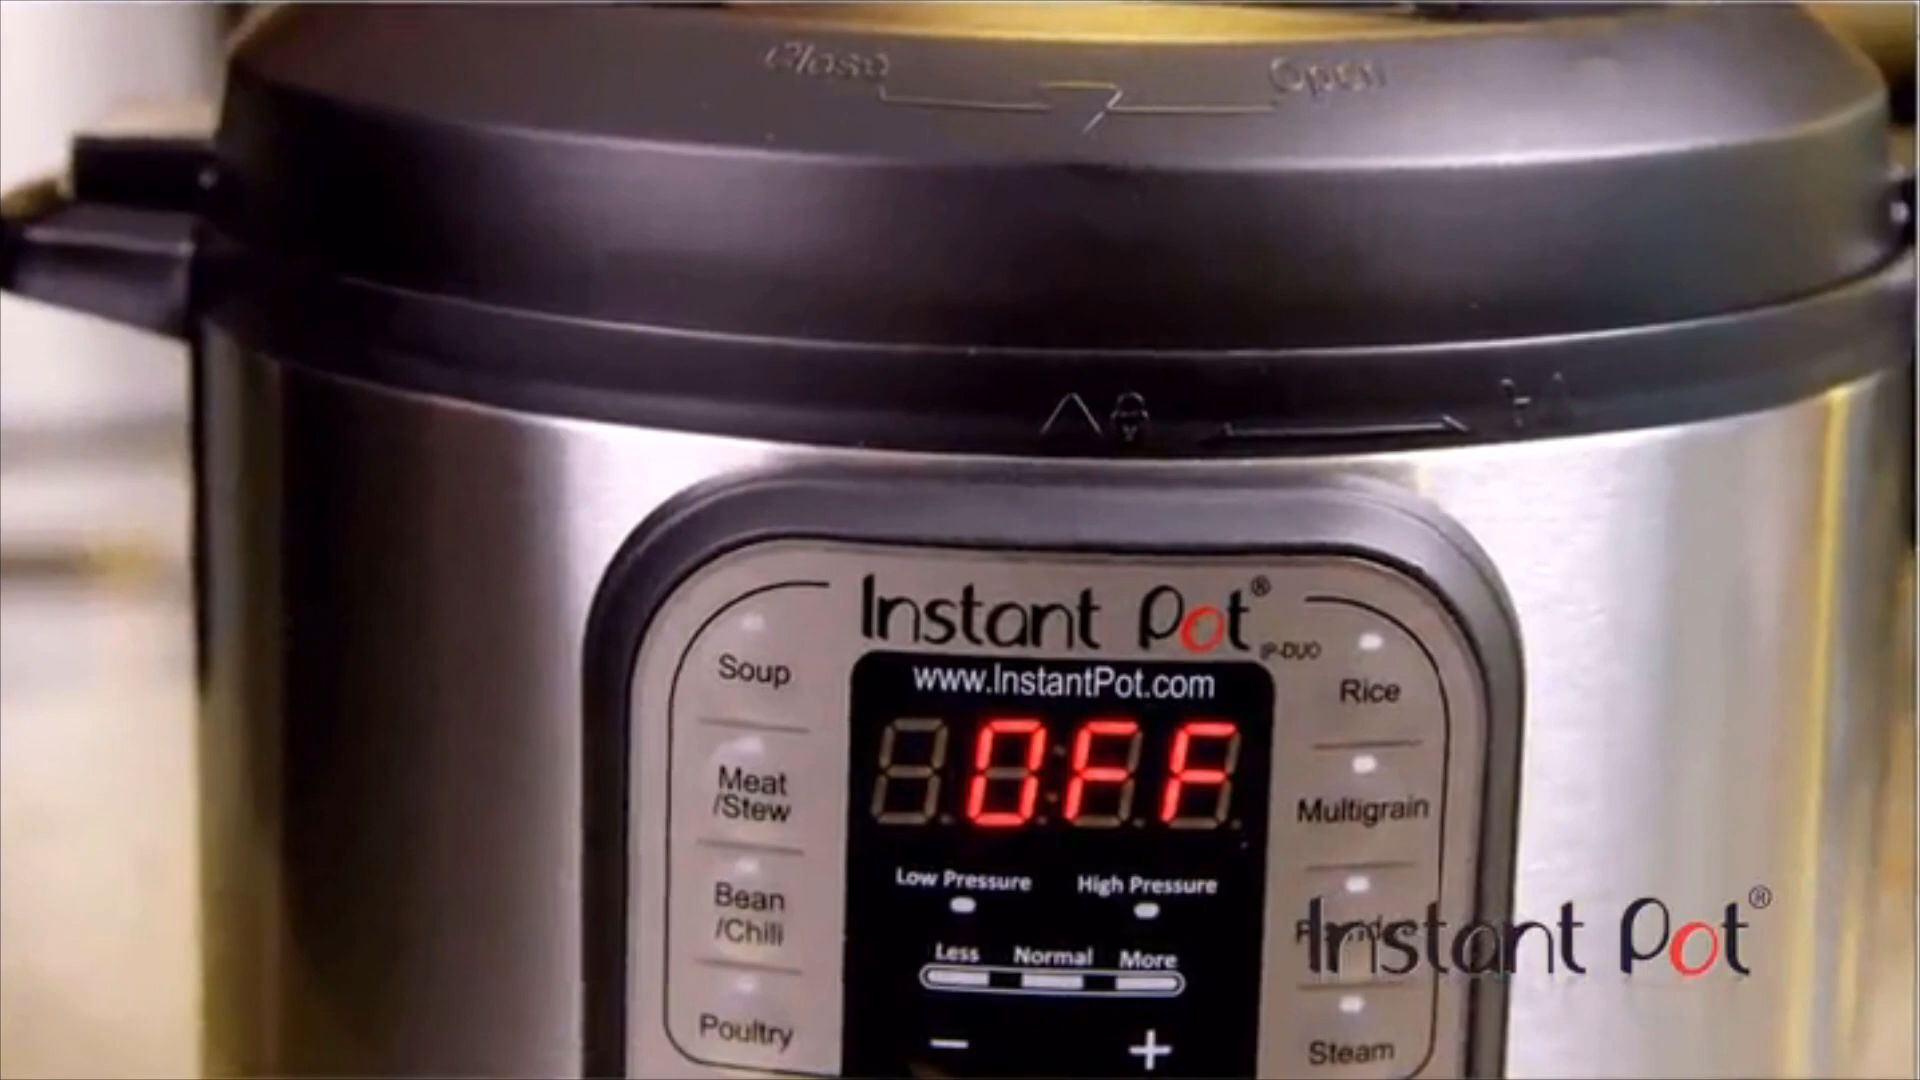 Close
Open
Instant Pot®
IP-DUO
www.InstantPot.com
OFF
Soup
Meat
/Stew
Bean
/Chili
Poultry
Low Pressure
High Pressure
Less Normal More
− +
Rice
Multigrain
Steam
Instant Pot®